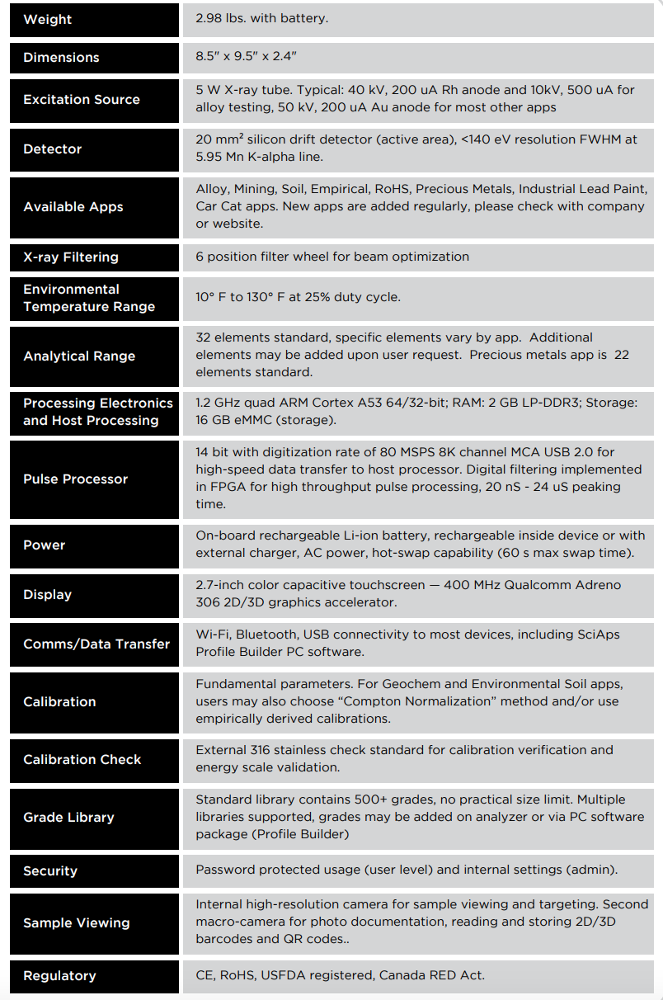 Weight
2.98 lbs. with battery.
Dimensions
8.5" x 9.5" x 2.4"
Excitation Source
5 W X-ray tube. Typical: 40 kV, 200 uA Rh anode and 10kV, 500 uA for
alloy testing, 50 kV, 200 uA Au anode for most other apps
Detector
20 mm² silicon drift detector (active area), <140 eV resolution FWHM at
5.95 Mn K-alpha line.
Available Apps
Alloy, Mining, Soil, Empirical, RoHS, Precious Metals, Industrial Lead Paint,
Car Cat apps. New apps are added regularly, please check with company
or website.
X-ray Filtering
6 position filter wheel for beam optimization
Environmental
Temperature Range
10° F to 130° F at 25% duty cycle.
Analytical Range
32 elements standard, specific elements vary by app.  Additional
elements may be added upon user request.  Precious metals app is  22
elements standard.
Processing Electronics
and Host Processing
1.2 GHz quad ARM Cortex A53 64/32-bit; RAM: 2 GB LP-DDR3; Storage:
16 GB eMMC (storage).
Pulse Processor
14 bit with digitization rate of 80 MSPS 8K channel MCA USB 2.0 for
high-speed data transfer to host processor. Digital filtering implemented
in FPGA for high throughput pulse processing, 20 nS - 24 uS peaking
time.
Power
On-board rechargeable Li-ion battery, rechargeable inside device or with
external charger, AC power, hot-swap capability (60 s max swap time).
Display
2.7-inch color capacitive touchscreen — 400 MHz Qualcomm Adreno
306 2D/3D graphics accelerator.
Comms/Data Transfer
Wi-Fi, Bluetooth, USB connectivity to most devices, including SciAps
Profile Builder PC software.
Calibration
Fundamental parameters. For Geochem and Environmental Soil apps,
users may also choose “Compton Normalization” method and/or use
empirically derived calibrations.
Calibration Check
External 316 stainless check standard for calibration verification and
energy scale validation.
Grade Library
Standard library contains 500+ grades, no practical size limit. Multiple
libraries supported, grades may be added on analyzer or via PC software
package (Profile Builder)
Security
Password protected usage (user level) and internal settings (admin).
Sample Viewing
Internal high-resolution camera for sample viewing and targeting. Second
macro-camera for photo documentation, reading and storing 2D/3D
barcodes and QR codes..
Regulatory
CE, RoHS, USFDA registered, Canada RED Act.